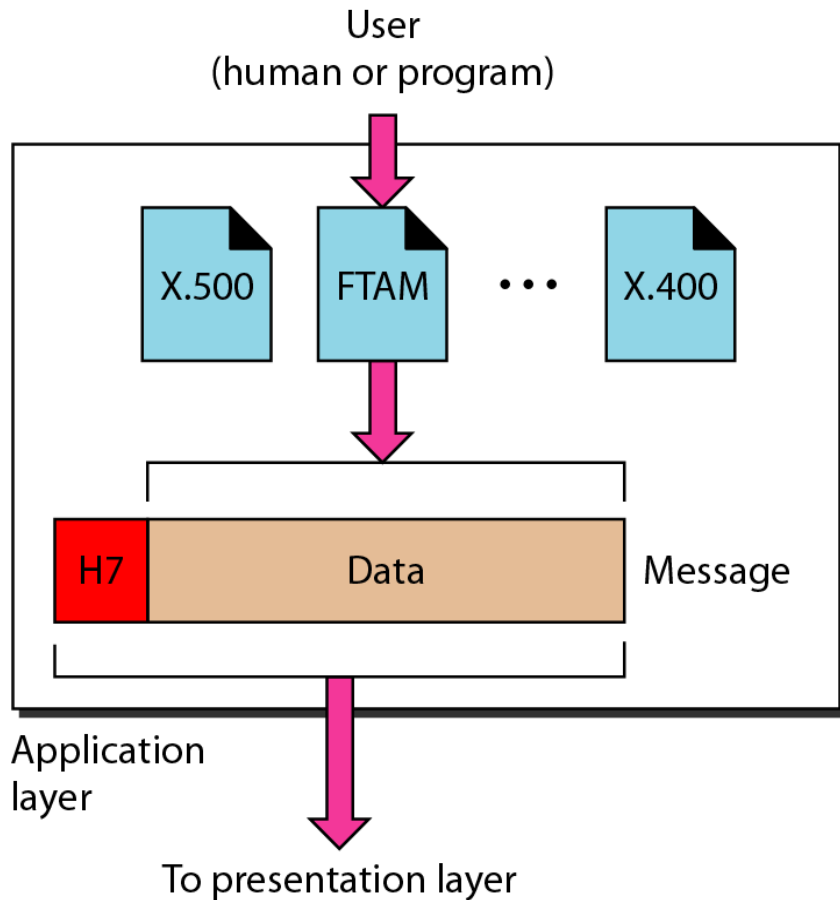 User
(human or program)
X.500 FTAM ••• X.400
H7 Data Message
Application
layer
To presentation layer